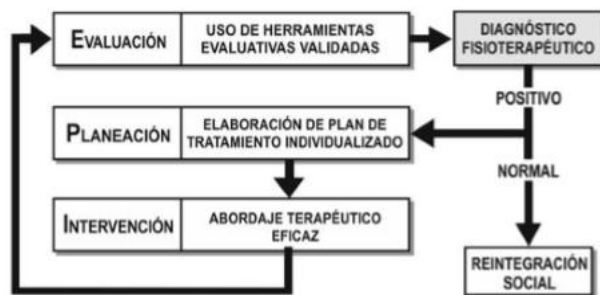 EVALUACIÓN
USO DE HERRAMIENTAS
EVALUATIVAS VALIDADAS
DIAGNÓSTICO
FISIOTERAPÉUTICO
POSITIVO
PLANEACIÓN
ELABORACIÓN DE PLAN DE
TRATAMIENTO INDIVIDUALIZADO
NORMAL
INTERVENCIÓN
ABORDAJE TERAPÉUTICO
EFICAZ
REINTEGRACIÓN
SOCIAL